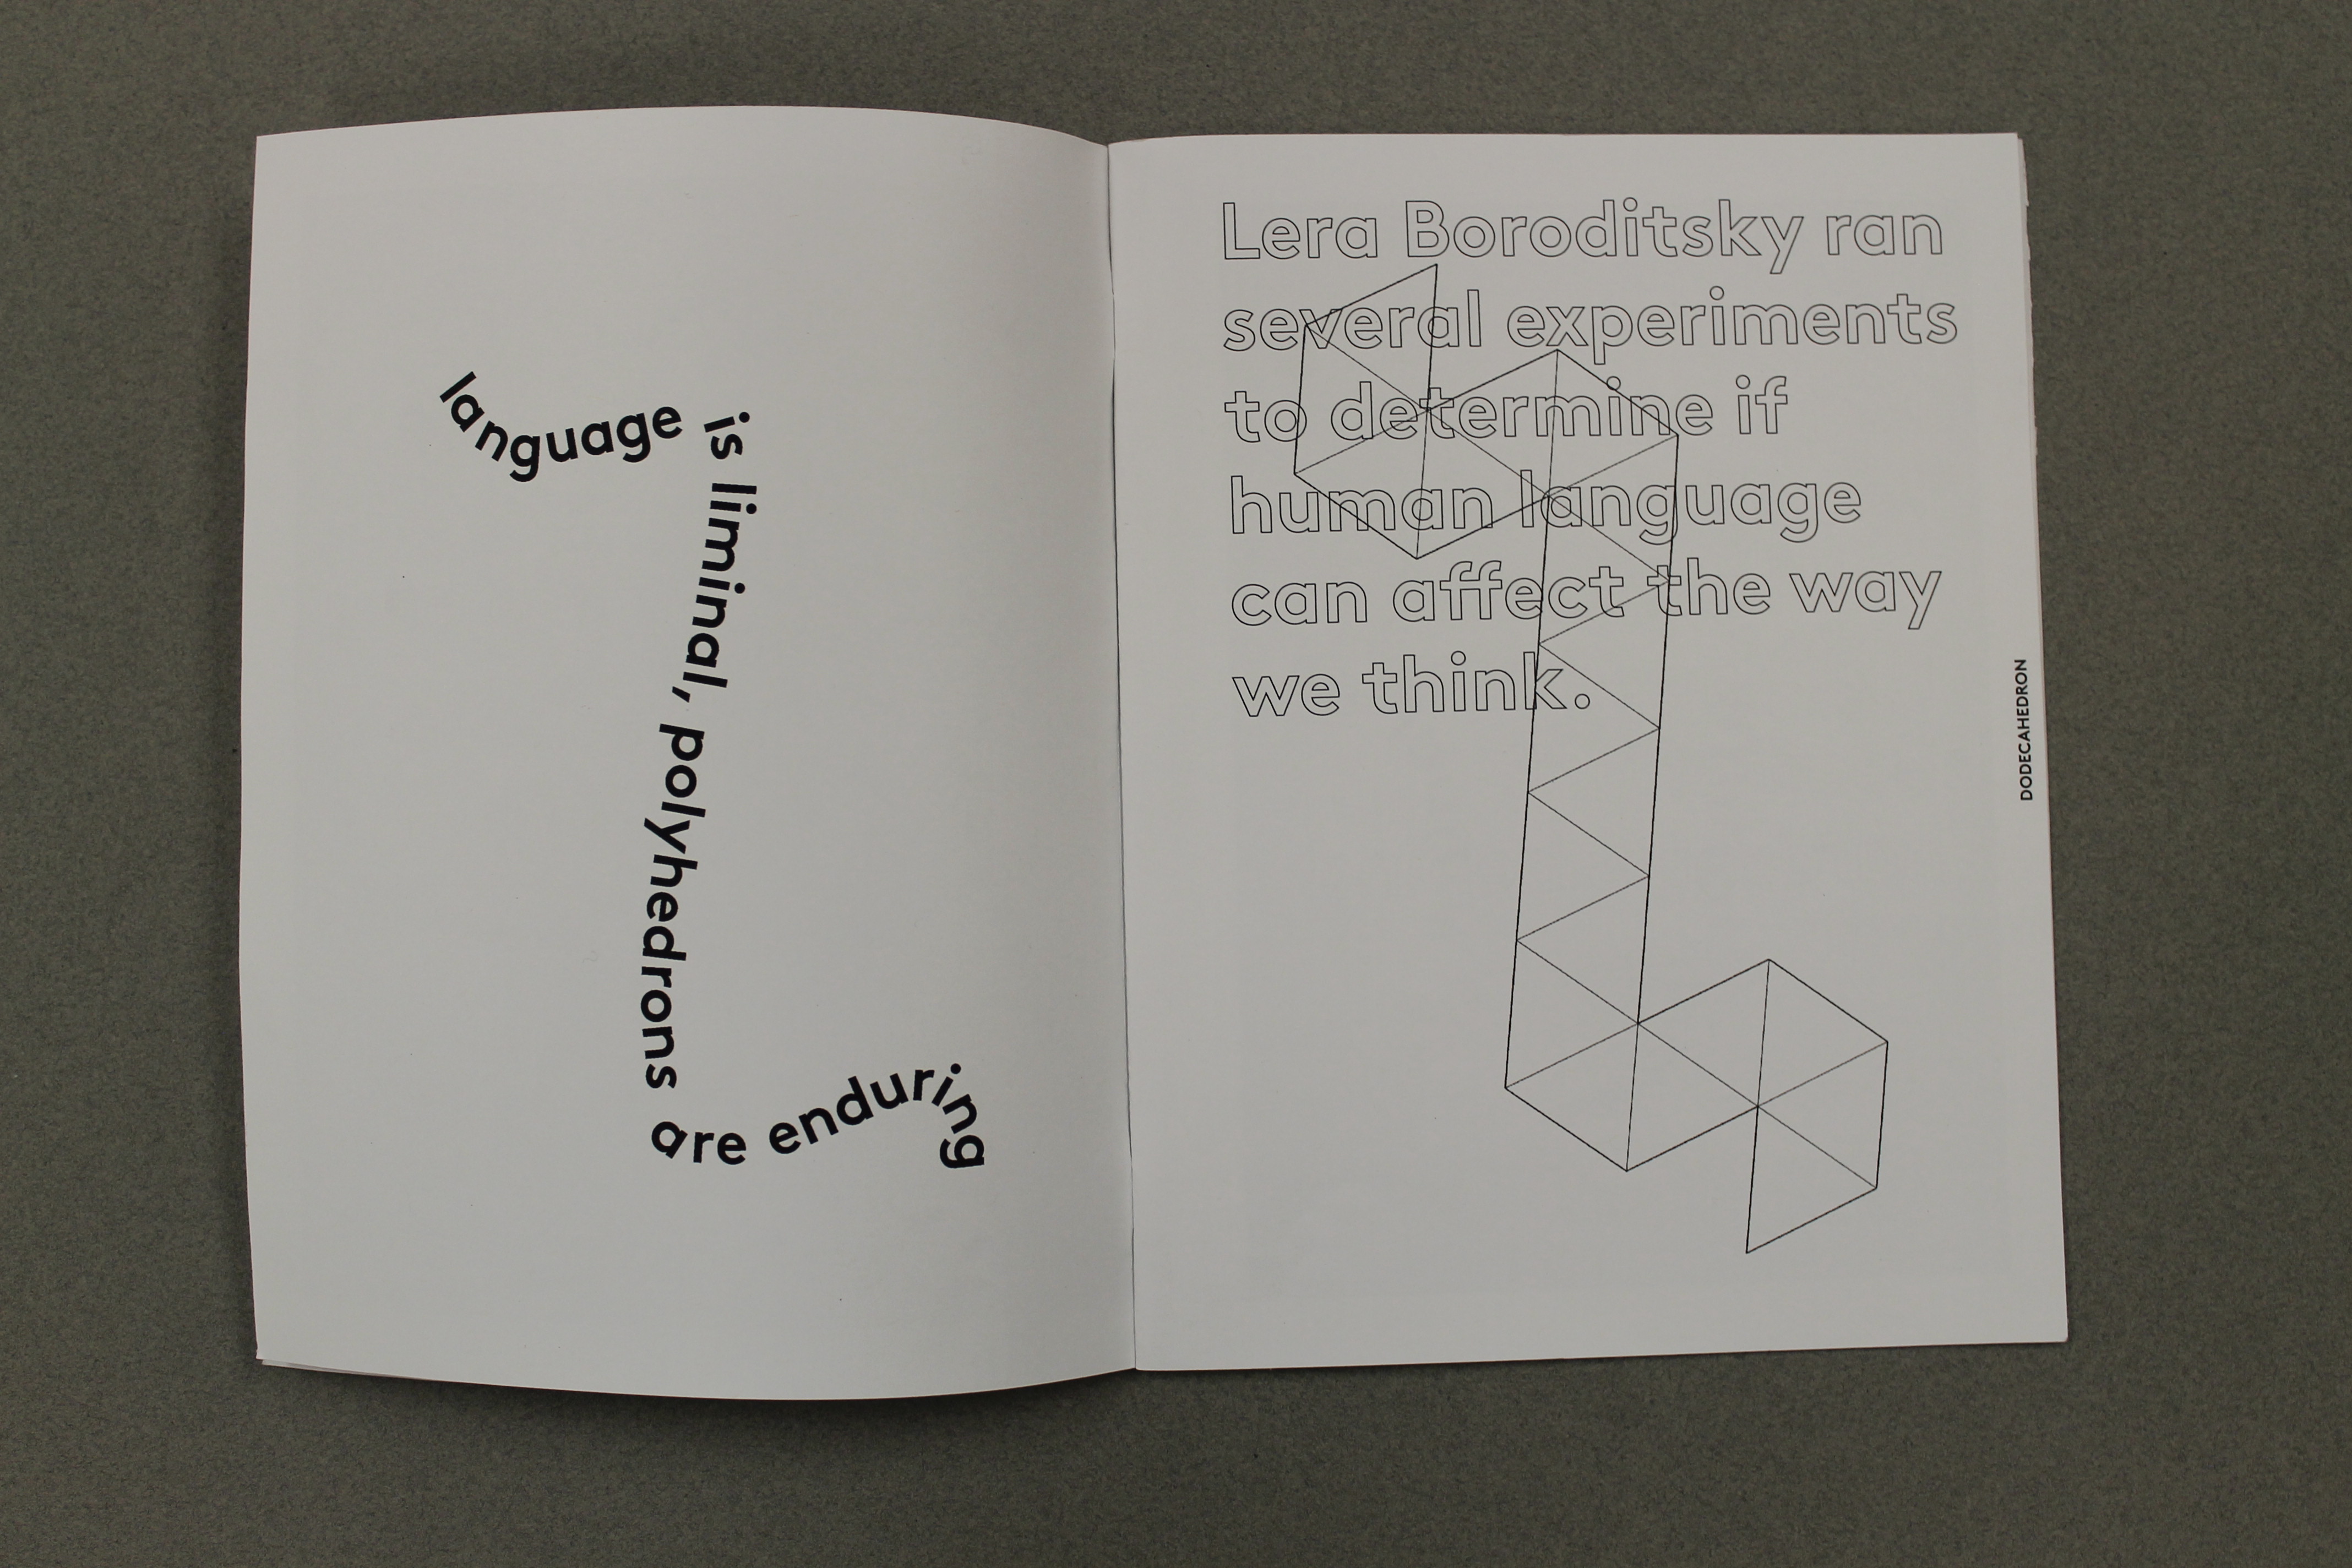 language is liminal, polyhedrons are enduring
Lera Boroditsky ran
several experiments
to determine if
human language
can affect the way
we think.
DODECAHEDRON